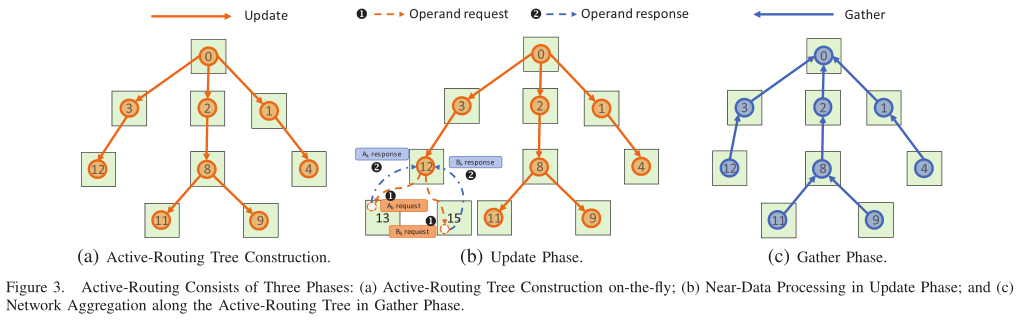 Update
❶ Operand request
❷ Operand response
Gather
0
3
2
1
12
8
4
11
9
0
3
2
1
Aₖ response
❷
12
Bₖ response
❷
8
4
❶
Aₖ request
13
❶
15
Bₖ request
11
9
0
3
2
1
12
8
4
11
9
(a) Active-Routing Tree Construction.
(b) Update Phase.
(c) Gather Phase.
Figure 3. Active-Routing Consists of Three Phases: (a) Active-Routing Tree Construction on-the-fly; (b) Near-Data Processing in Update Phase; and (c)
Network Aggregation along the Active-Routing Tree in Gather Phase.